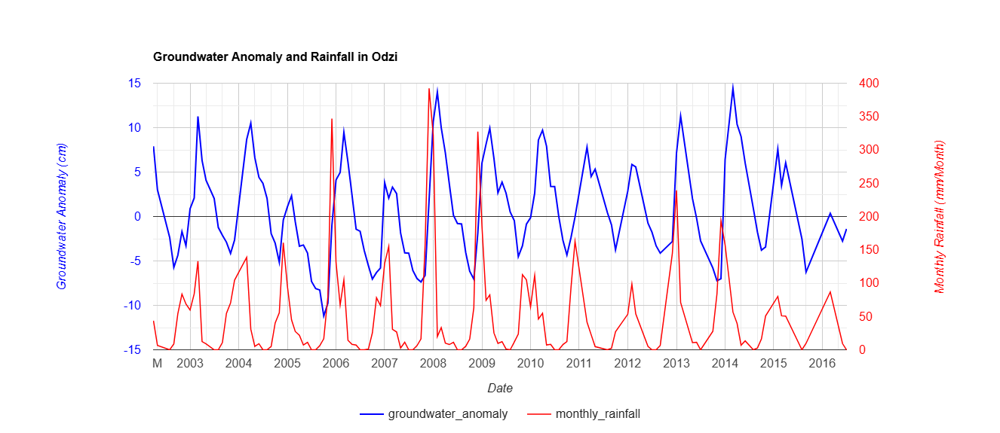 Groundwater Anomaly and Rainfall in Odzi
15 400
350
10 300
5 250
0 200
150
-5 100
-10 50
-15 0
Groundwater Anomaly (cm)
Monthly Rainfall (mm/Month)
M 2003 2004 2005 2006 2007 2008 2009 2010 2011 2012 2013 2014 2015 2016
Date
groundwater_anomaly monthly_rainfall